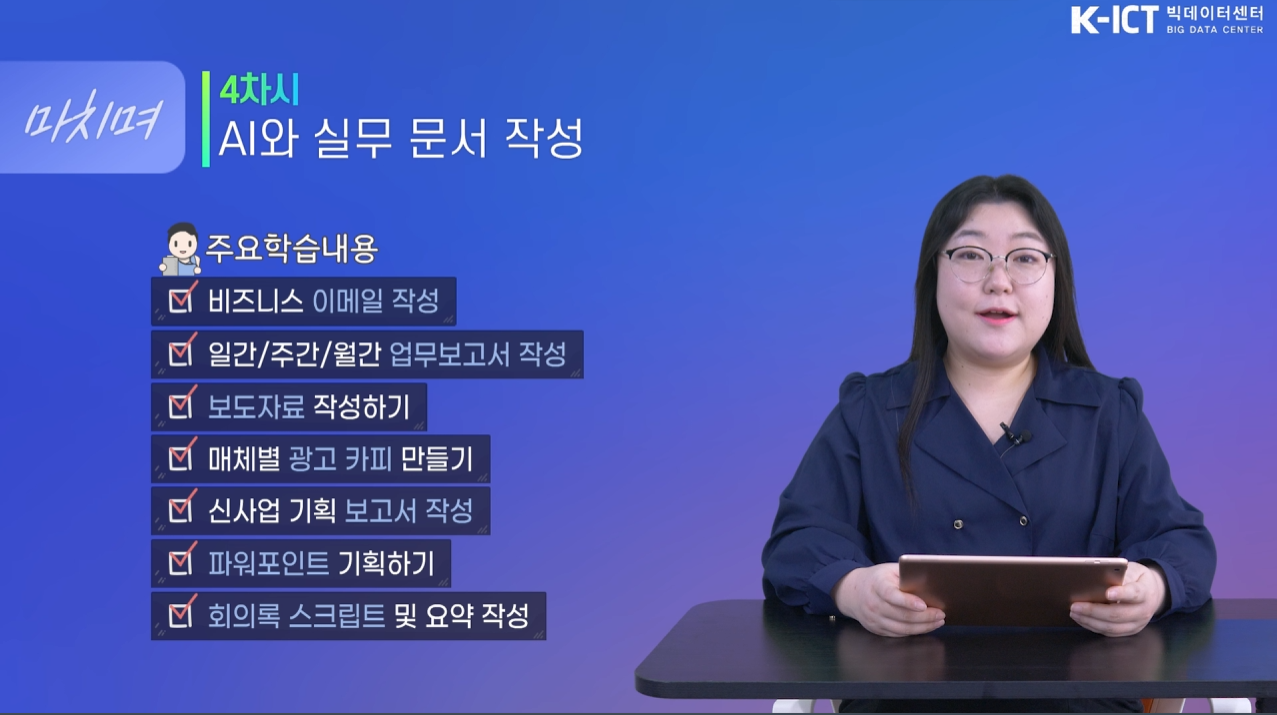 K-ICT 빅데이터센터
BIG DATA CENTER
마치며
4차시
AI와 실무 문서 작성
주요학습내용
비즈니스 이메일 작성
일간/주간/월간 업무보고서 작성
보도자료 작성하기
매체별 광고 카피 만들기
신사업 기획 보고서 작성
파워포인트 기획하기
회의록 스크립트 및 요약 작성